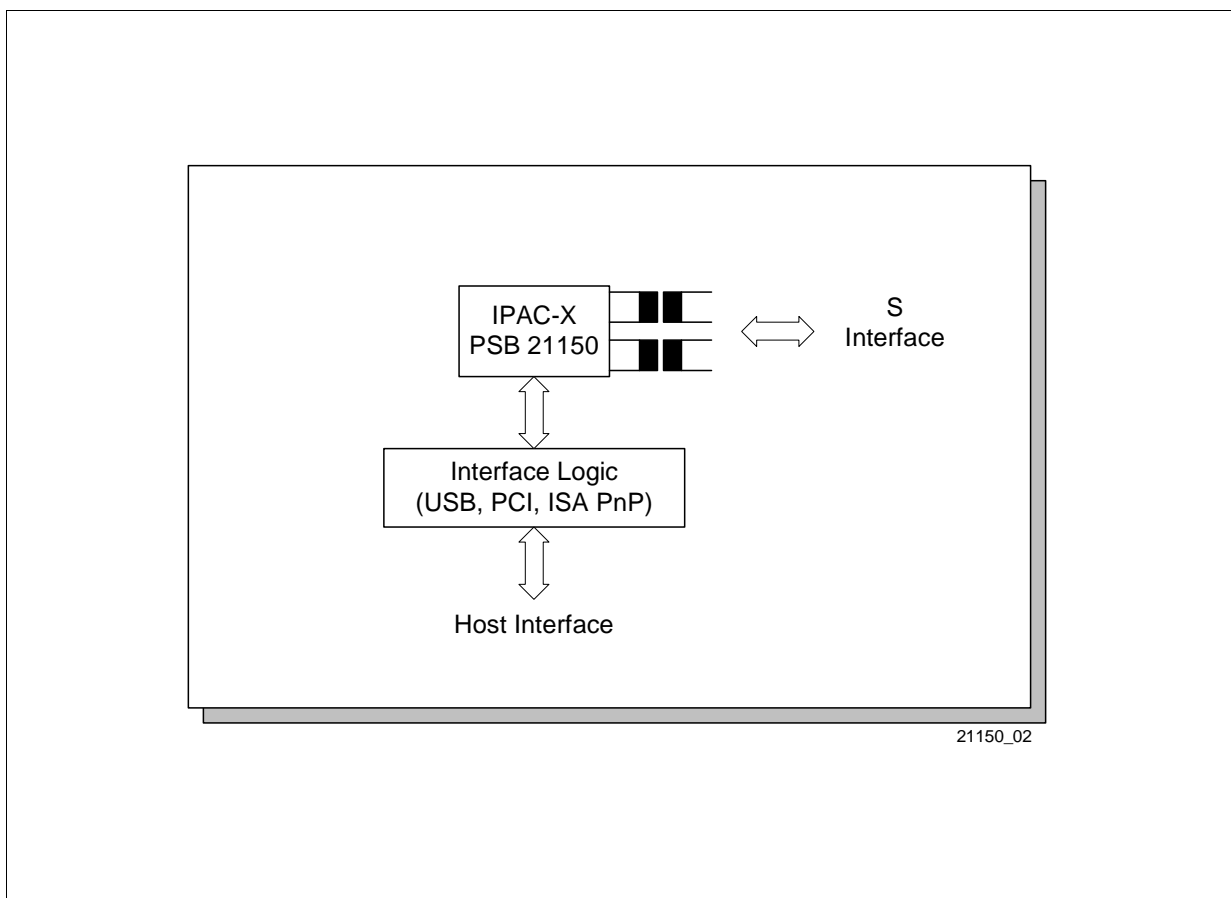 IPAC-X
PSB 21150
S
Interface
Interface Logic
(USB, PCI, ISA PnP)
Host Interface
21150_02